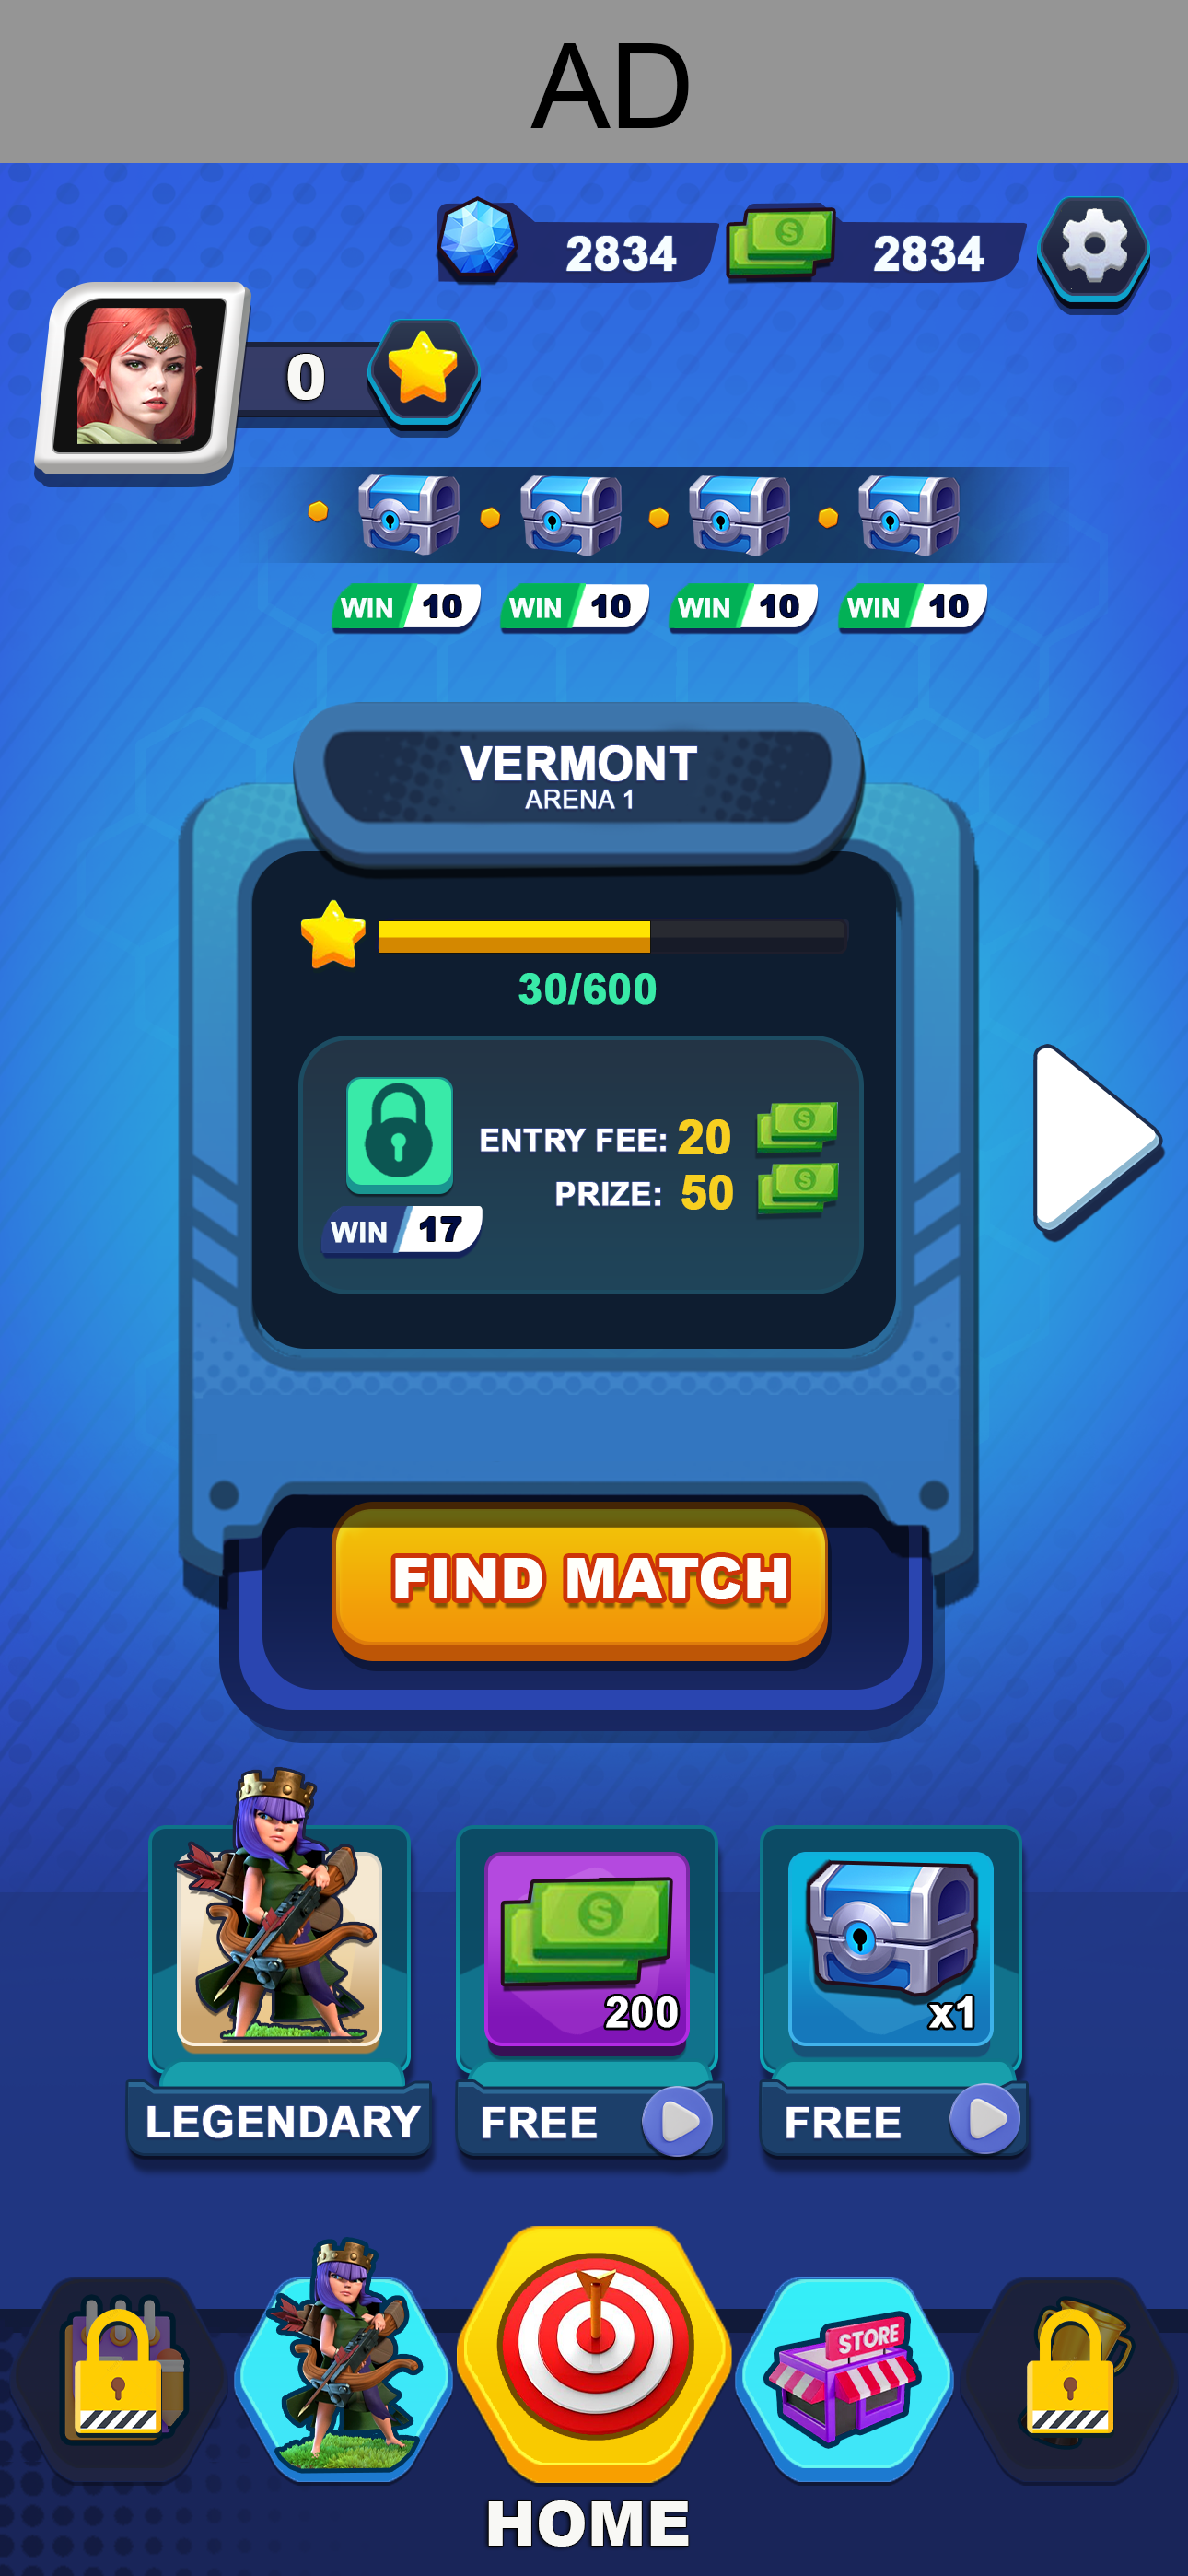 AD
2834 2834
0
WIN 10 WIN 10 WIN 10 WIN 10
VERMONT
ARENA 1
30/600
ENTRY FEE: 20
PRIZE: 50
WIN 17
FIND MATCH
200 x1
LEGENDARY FREE FREE
STORE
HOME